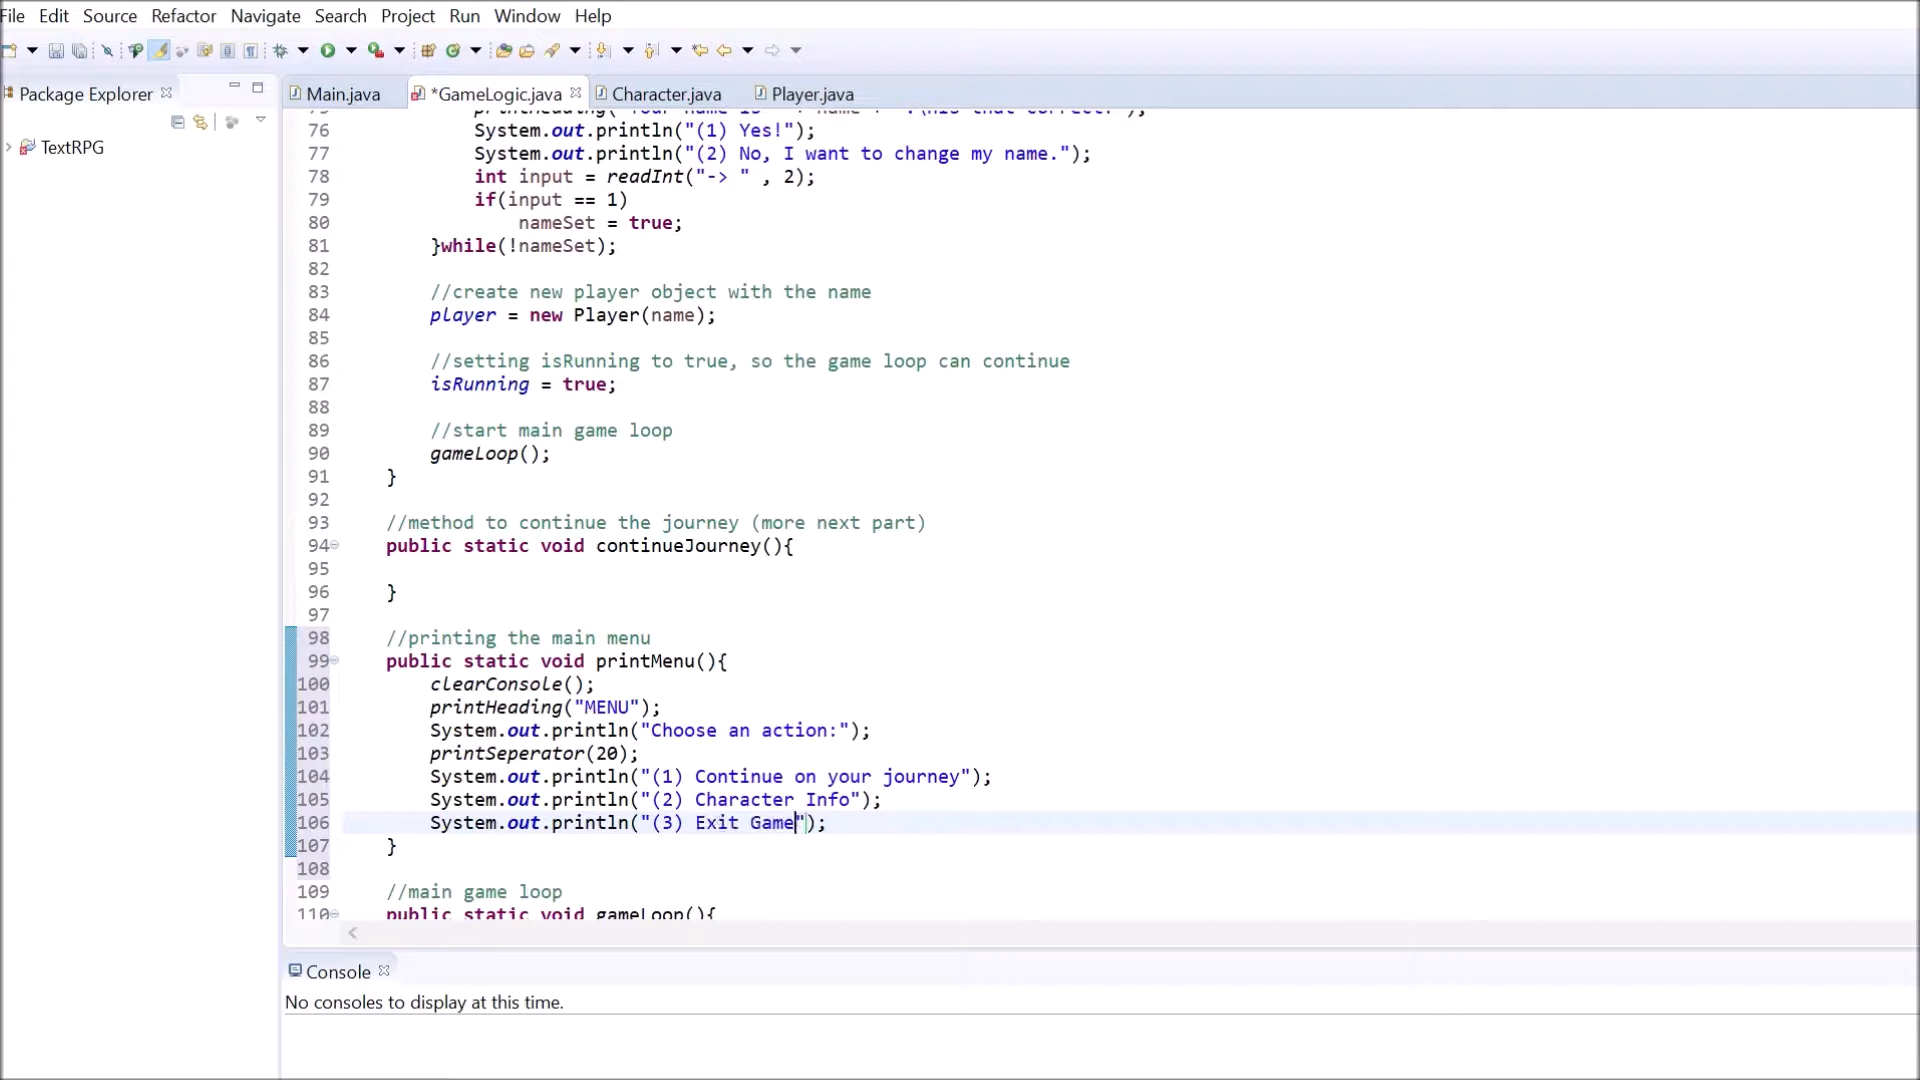 File Edit Source Refactor Navigate Search Project Run Window Help
Package Explorer
TextRPG
Main.java *GameLogic.java Character.java Player.java
76 System.out.println("(1) Yes!");
77 System.out.println("(2) No, I want to change my name.");
78 int input = readInt("-> " , 2);
79 if(input == 1)
80 nameSet = true;
81 }while(!nameSet);
82
83 //create new player object with the name
84 player = new Player(name);
85
86 //setting isRunning to true, so the game loop can continue
87 isRunning = true;
88
89 //start main game loop
90 gameLoop();
91 }
92
93 //method to continue the journey (more next part)
94 public static void continueJourney(){
95
96 }
97
98 //printing the main menu
99 public static void printMenu(){
100 clearConsole();
101 printHeading("MENU");
102 System.out.println("Choose an action:");
103 printSeperator(20);
104 System.out.println("(1) Continue on your journey");
105 System.out.println("(2) Character Info");
106 System.out.println("(3) Exit Game");
107 }
108
109 //main game loop
110 public static void gameLoop(){
Console
No consoles to display at this time.